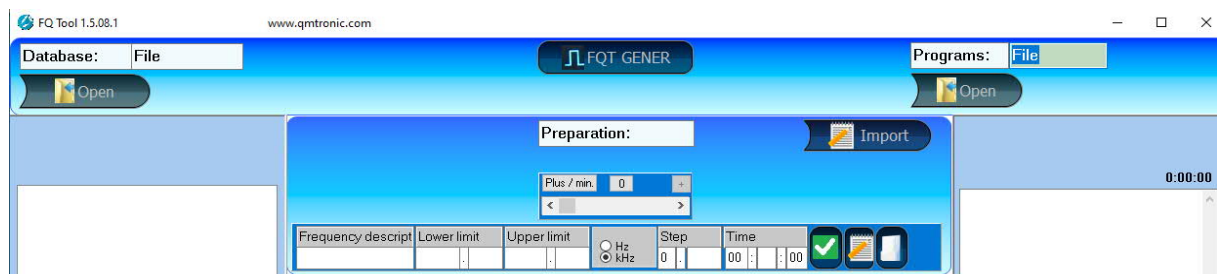 FQ Tool 1.5.08.1 www.qmtronic.com
Database: File
FQT GENER
Programs: File
Open
Open
Preparation:
Import
0:00:00
Plus / min. 0 +
< >
Frequency descript Lower limit Upper limit Hz Step Time
. . kHz 0 . 00 : : 00